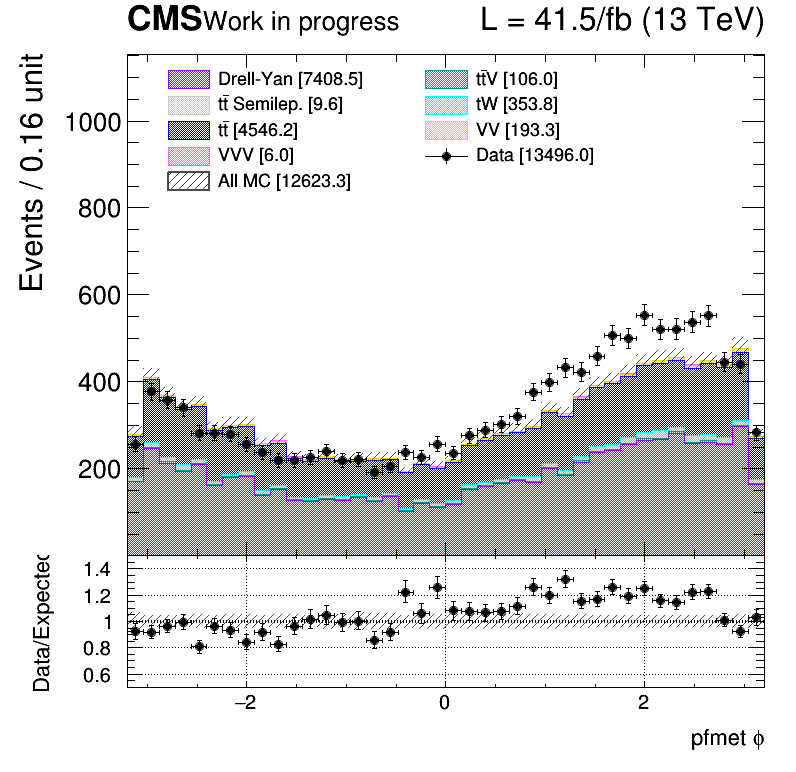 CMS Work in progress L = 41.5/fb (13 TeV)
Events / 0.16 unit
Drell-Yan [7408.5]
tt̄ Semilep. [9.6]
tt̄ [4546.2]
VVV [6.0]
All MC [12623.3]
tt̄V [106.0]
tW [353.8]
VV [193.3]
Data [13496.0]
1000
800
600
400
200
Data/Expected
1.4
1.2
1
0.8
0.6
−2 0 2
pfmet ϕ